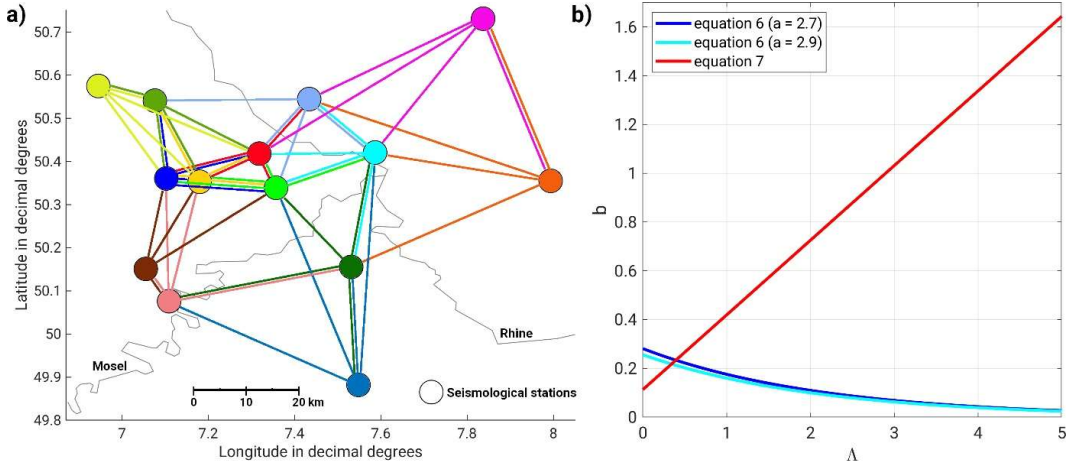 a)
50.7
50.6
50.5
50.4
50.3
50.2
50.1
50
49.9
49.8
Latitude in decimal degrees
Mosel
Rhine
0 10 20 km
Seismological stations
7 7.2 7.4 7.6 7.8 8
Longitude in decimal degrees
b)
equation 6 (a = 2.7)
equation 6 (a = 2.9)
equation 7
1.6
1.4
1.2
1.0
0.8
0.6
0.4
0.2
0
b
0 1 2 3 4 5
Λ